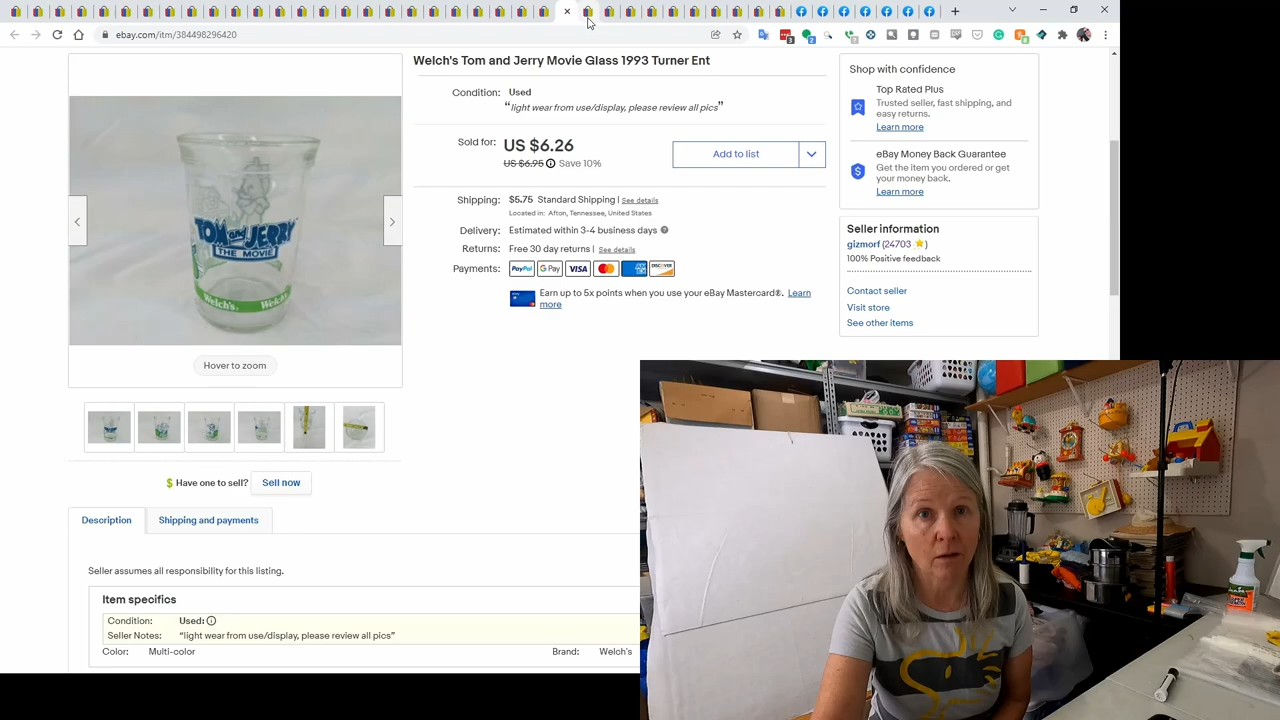 ebay.com/itm/384498296420
Welch's Tom and Jerry Movie Glass 1993 Turner Ent
Condition: Used
“light wear from use/display, please review all pics”
Sold for: US $6.26
US $6.95 Save 10%
Add to list
Shipping: $5.75 Standard Shipping | See details
Located in: Afton, Tennessee, United States
Delivery: Estimated within 3-4 business days
Returns: Free 30 day returns | See details
Payments: PayPal G Pay VISA
DISCOVER
Earn up to 5x points when you use your eBay Mastercard®. Learn
more
Shop with confidence
Top Rated Plus
Trusted seller, fast shipping, and
easy returns.
Learn more
eBay Money Back Guarantee
Get the item you ordered or get
your money back.
Learn more
Seller information
gizmorf (24703)
100% Positive feedback
Contact seller
Visit store
See other items
TOM and JERRY
THE MOVIE
Welch's Welch's
Hover to zoom
$ Have one to sell? Sell now
Description
Shipping and payments
Seller assumes all responsibility for this listing.
Item specifics
Condition: Used:
Seller Notes: “light wear from use/display, please review all pics”
Color: Multi-color
Brand: Welch's